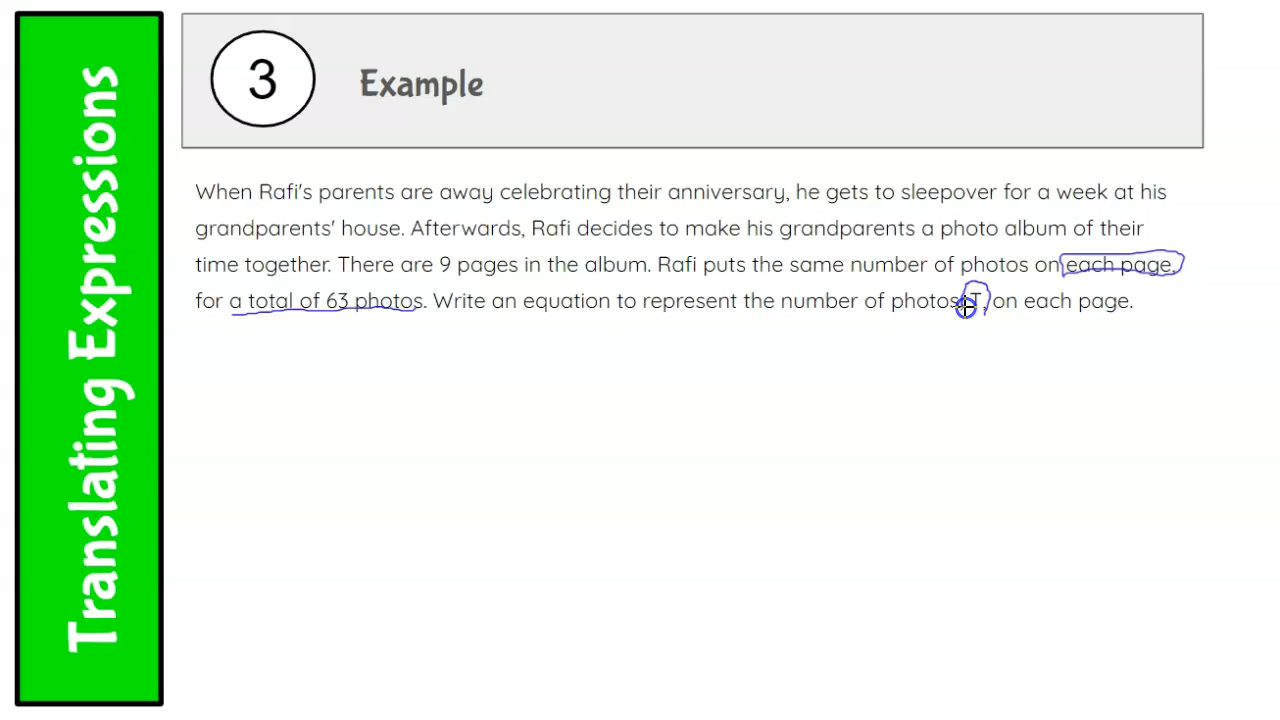 Translating Expressions
3
Example
When Rafi's parents are away celebrating their anniversary, he gets to sleepover for a week at his
grandparents' house. Afterwards, Rafi decides to make his grandparents a photo album of their
time together. There are 9 pages in the album. Rafi puts the same number of photos on each page,
for a total of 63 photos. Write an equation to represent the number of photos, T, on each page.